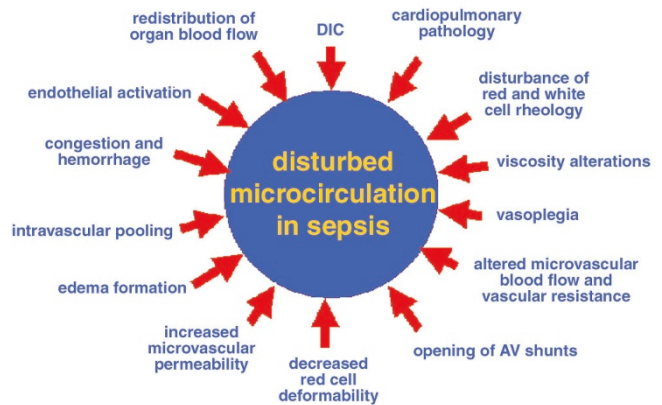 redistribution of
organ blood flow
DIC
cardiopulmonary
pathology
disturbance of
red and white
cell rheology
endothelial activation
congestion and
hemorrhage
disturbed
microcirculation
in sepsis
viscosity alterations
vasoplegia
intravascular pooling
altered microvascular
blood flow and
vascular resistance
edema formation
increased
microvascular
permeability
decreased
red cell
deformability
opening of AV shunts